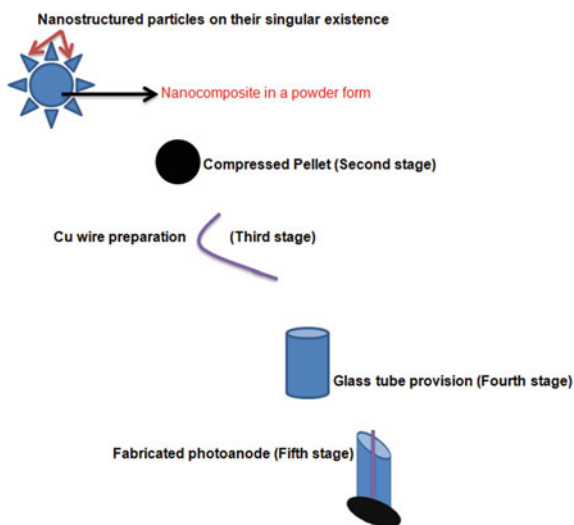 Nanostructured particles on their singular existence
Nanocomposite in a powder form
Compressed Pellet (Second stage)
Cu wire preparation (Third stage)
Glass tube provision (Fourth stage)
Fabricated photoanode (Fifth stage)